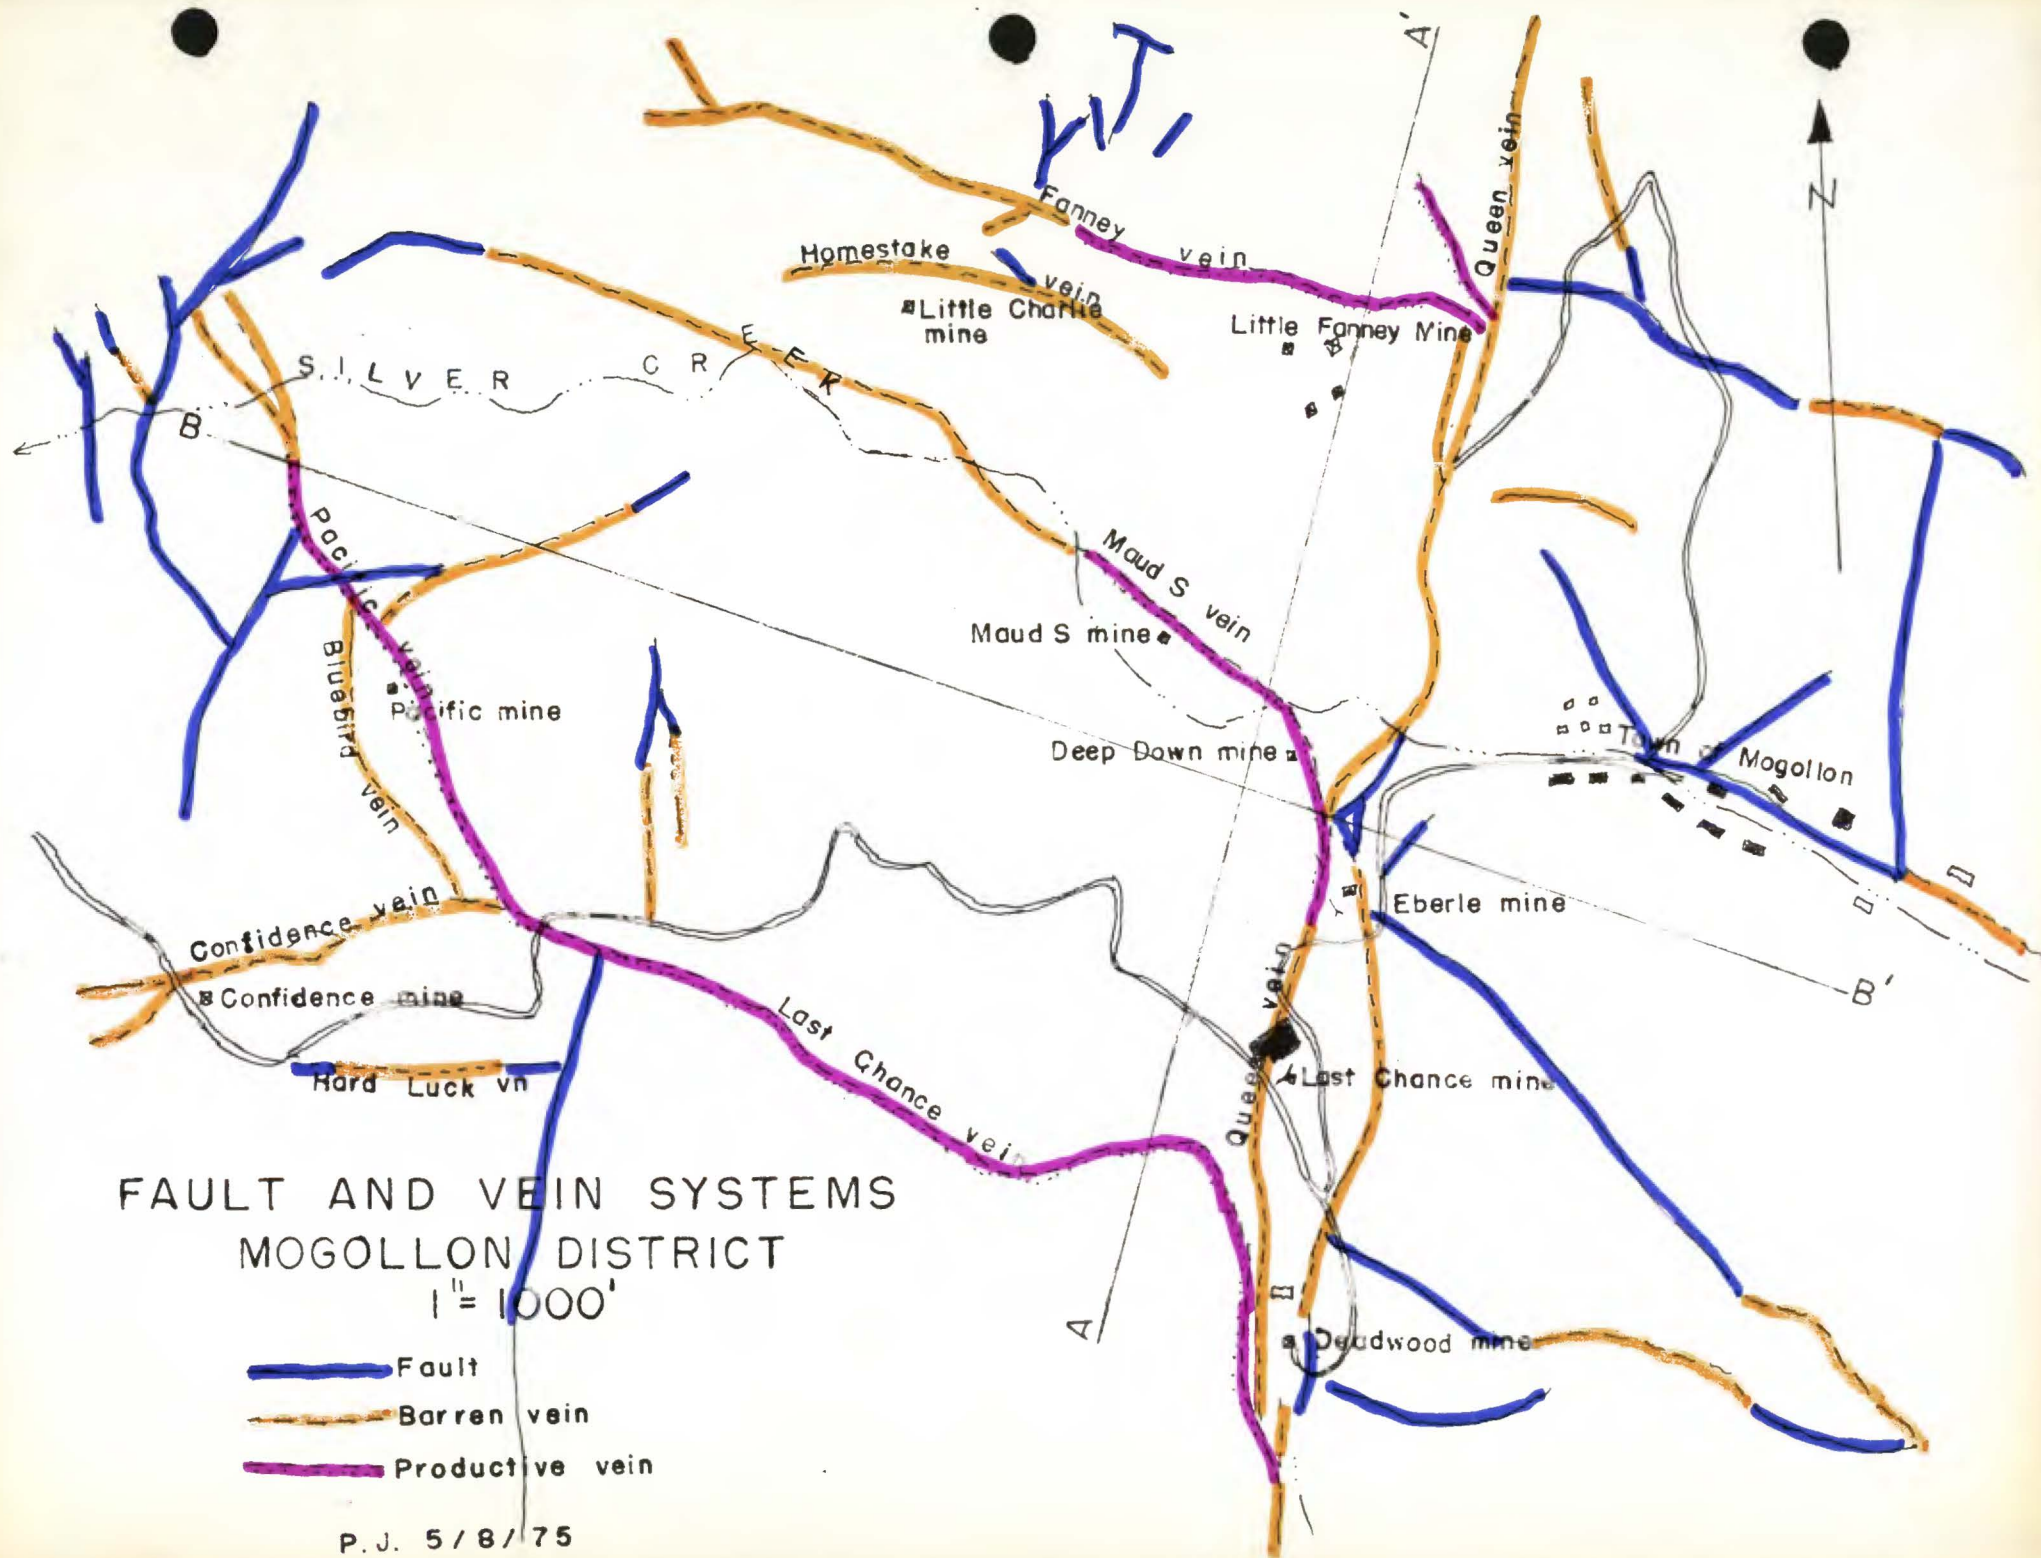 A'
N
Queen vein
Fanney vein
Homestake vein
Little Charlie
mine
Little Fanney Mine
SILVER CREEK
B
Pacific vein
Maud S vein
Maud S mine
Bluebird vein
Pacific mine
Deep Down mine
Town of Mogollon
Confidence vein
Eberle mine
Confidence mine
B'
Queen vein
Last Chance vein
Last Chance mine
Hard Luck vn
FAULT AND VEIN SYSTEMS
MOGOLLON DISTRICT
1"= 1000'
A
Deadwood mine
Fault
Barren vein
Productive vein
P.J. 5/8/75